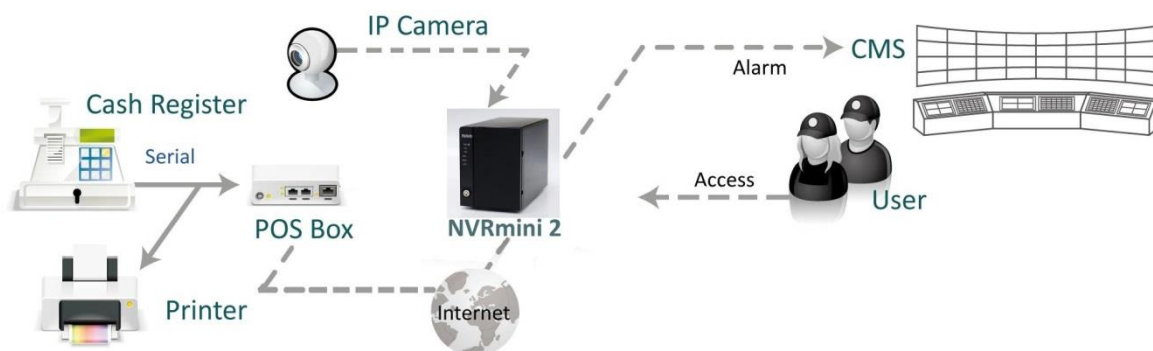 IP Camera
CMS
Alarm
Cash Register
Serial
Access
User
POS Box
NVRmini 2
Printer
Internet